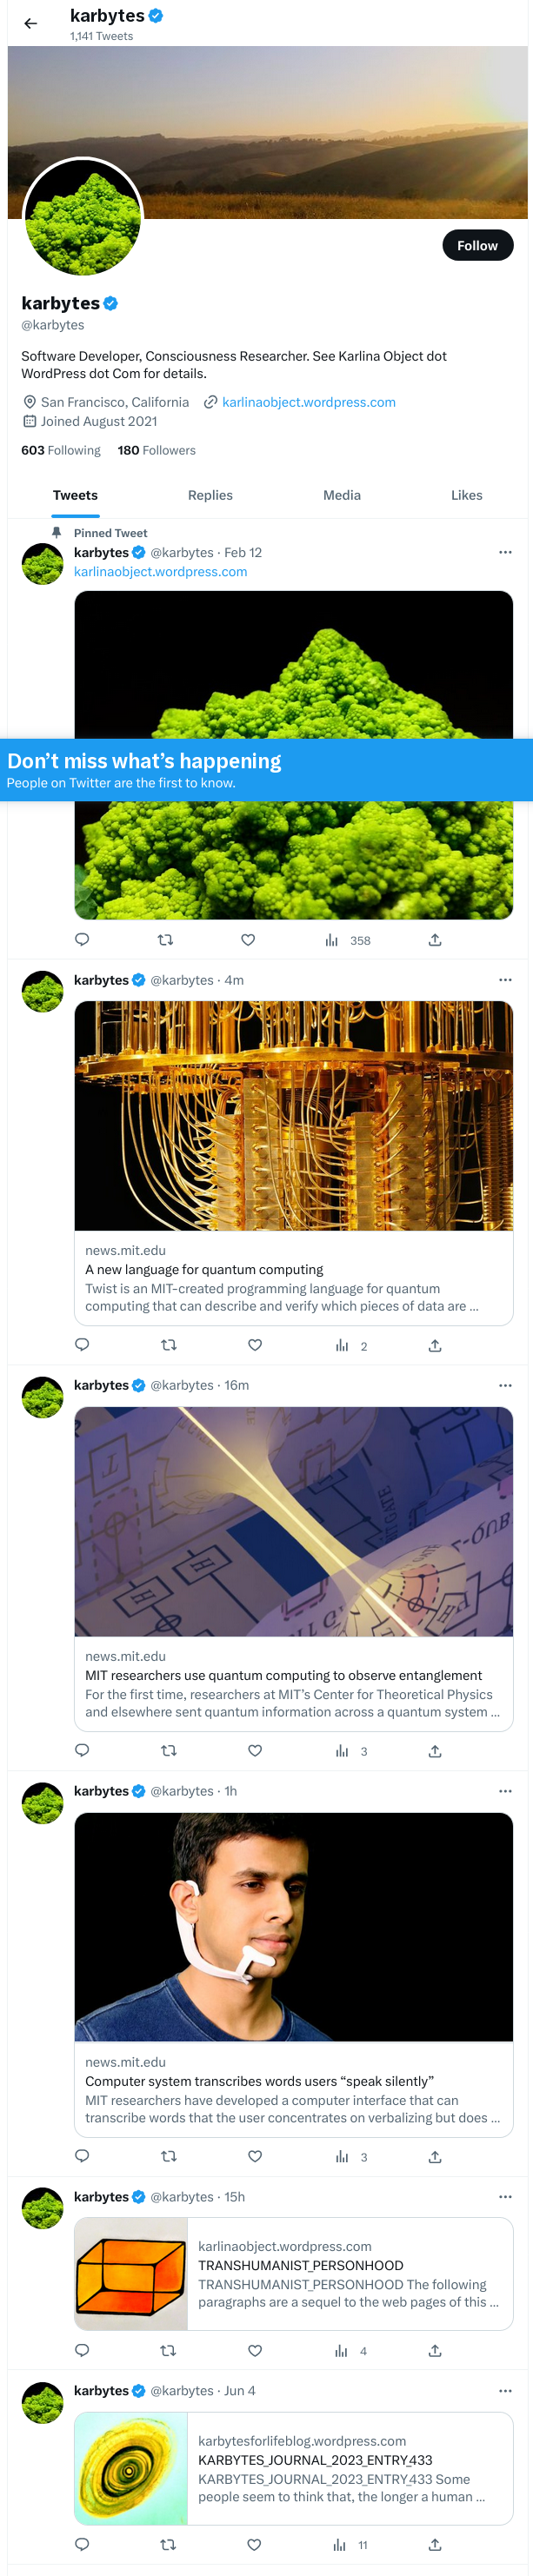 karbytes
1,141 Tweets
Follow
karbytes
@karbytes
Software Developer, Consciousness Researcher. See Karlina Object dot
WordPress dot Com for details.
San Francisco, California karlinaobject.wordpress.com
Joined August 2021
603 Following 180 Followers
Tweets Replies Media Likes
Pinned Tweet
karbytes @karbytes · Feb 12
karlinaobject.wordpress.com
Don't miss what's happening
People on Twitter are the first to know.
358
karbytes @karbytes · 4m
news.mit.edu
A new language for quantum computing
Twist is an MIT-created programming language for quantum
computing that can describe and verify which pieces of data are ...
2
karbytes @karbytes · 16m
GATE
news.mit.edu
MIT researchers use quantum computing to observe entanglement
For the first time, researchers at MIT's Center for Theoretical Physics
and elsewhere sent quantum information across a quantum system ...
3
karbytes @karbytes · 1h
news.mit.edu
Computer system transcribes words users “speak silently”
MIT researchers have developed a computer interface that can
transcribe words that the user concentrates on verbalizing but does ...
3
karbytes @karbytes · 15h
karlinaobject.wordpress.com
TRANSHUMANIST_PERSONHOOD
TRANSHUMANIST_PERSONHOOD The following
paragraphs are a sequel to the web pages of this ...
4
karbytes @karbytes · Jun 4
karbytesforlifeblog.wordpress.com
KARBYTES_JOURNAL_2023_ENTRY_433
KARBYTES_JOURNAL_2023_ENTRY_433 Some
people seem to think that, the longer a human ...
11